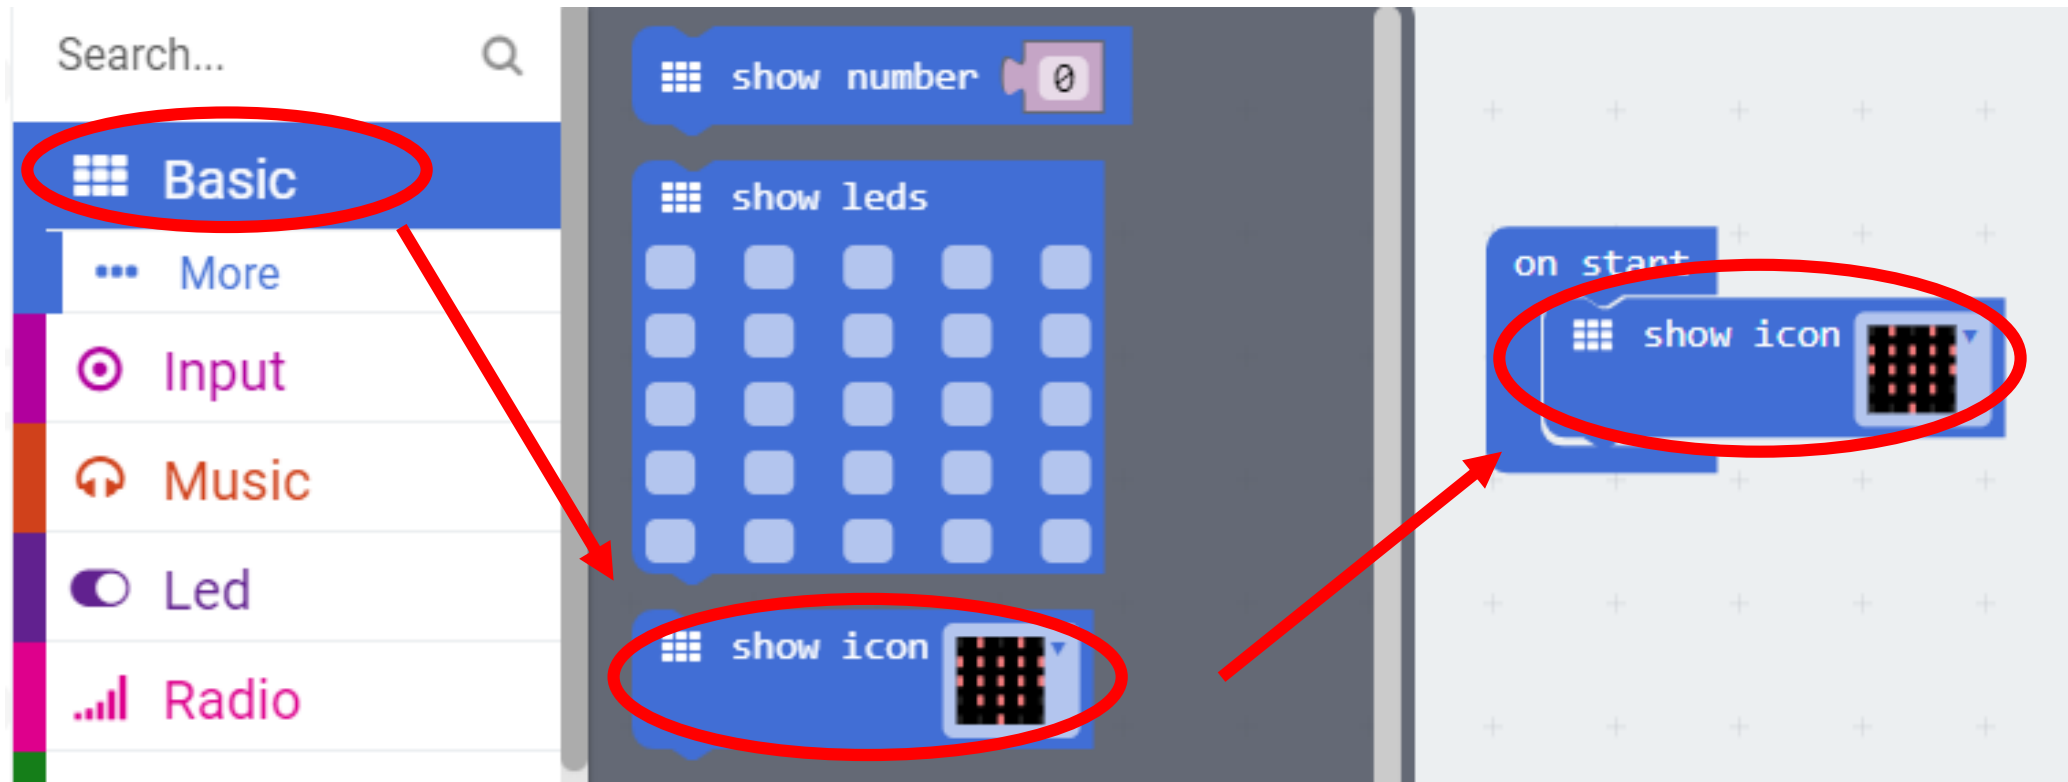 Search...
Basic
More
Input
Music
Led
Radio
show number 0
show leds
show icon
on start
show icon